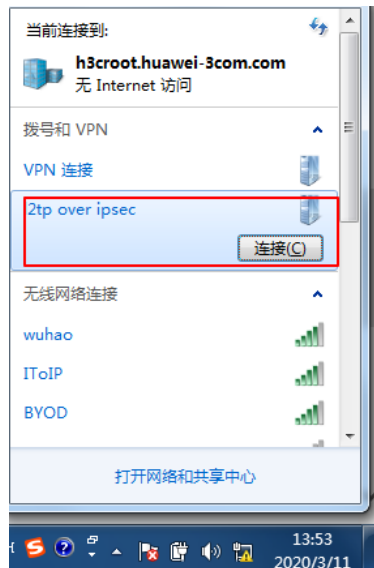 当前连接到:
h3croot.huawei-3com.com
无 Internet 访问
拨号和 VPN
VPN 连接
2tp over ipsec
连接(C)
无线网络连接
wuhao
IToIP
BYOD
打开网络和共享中心
13:53
2020/3/11